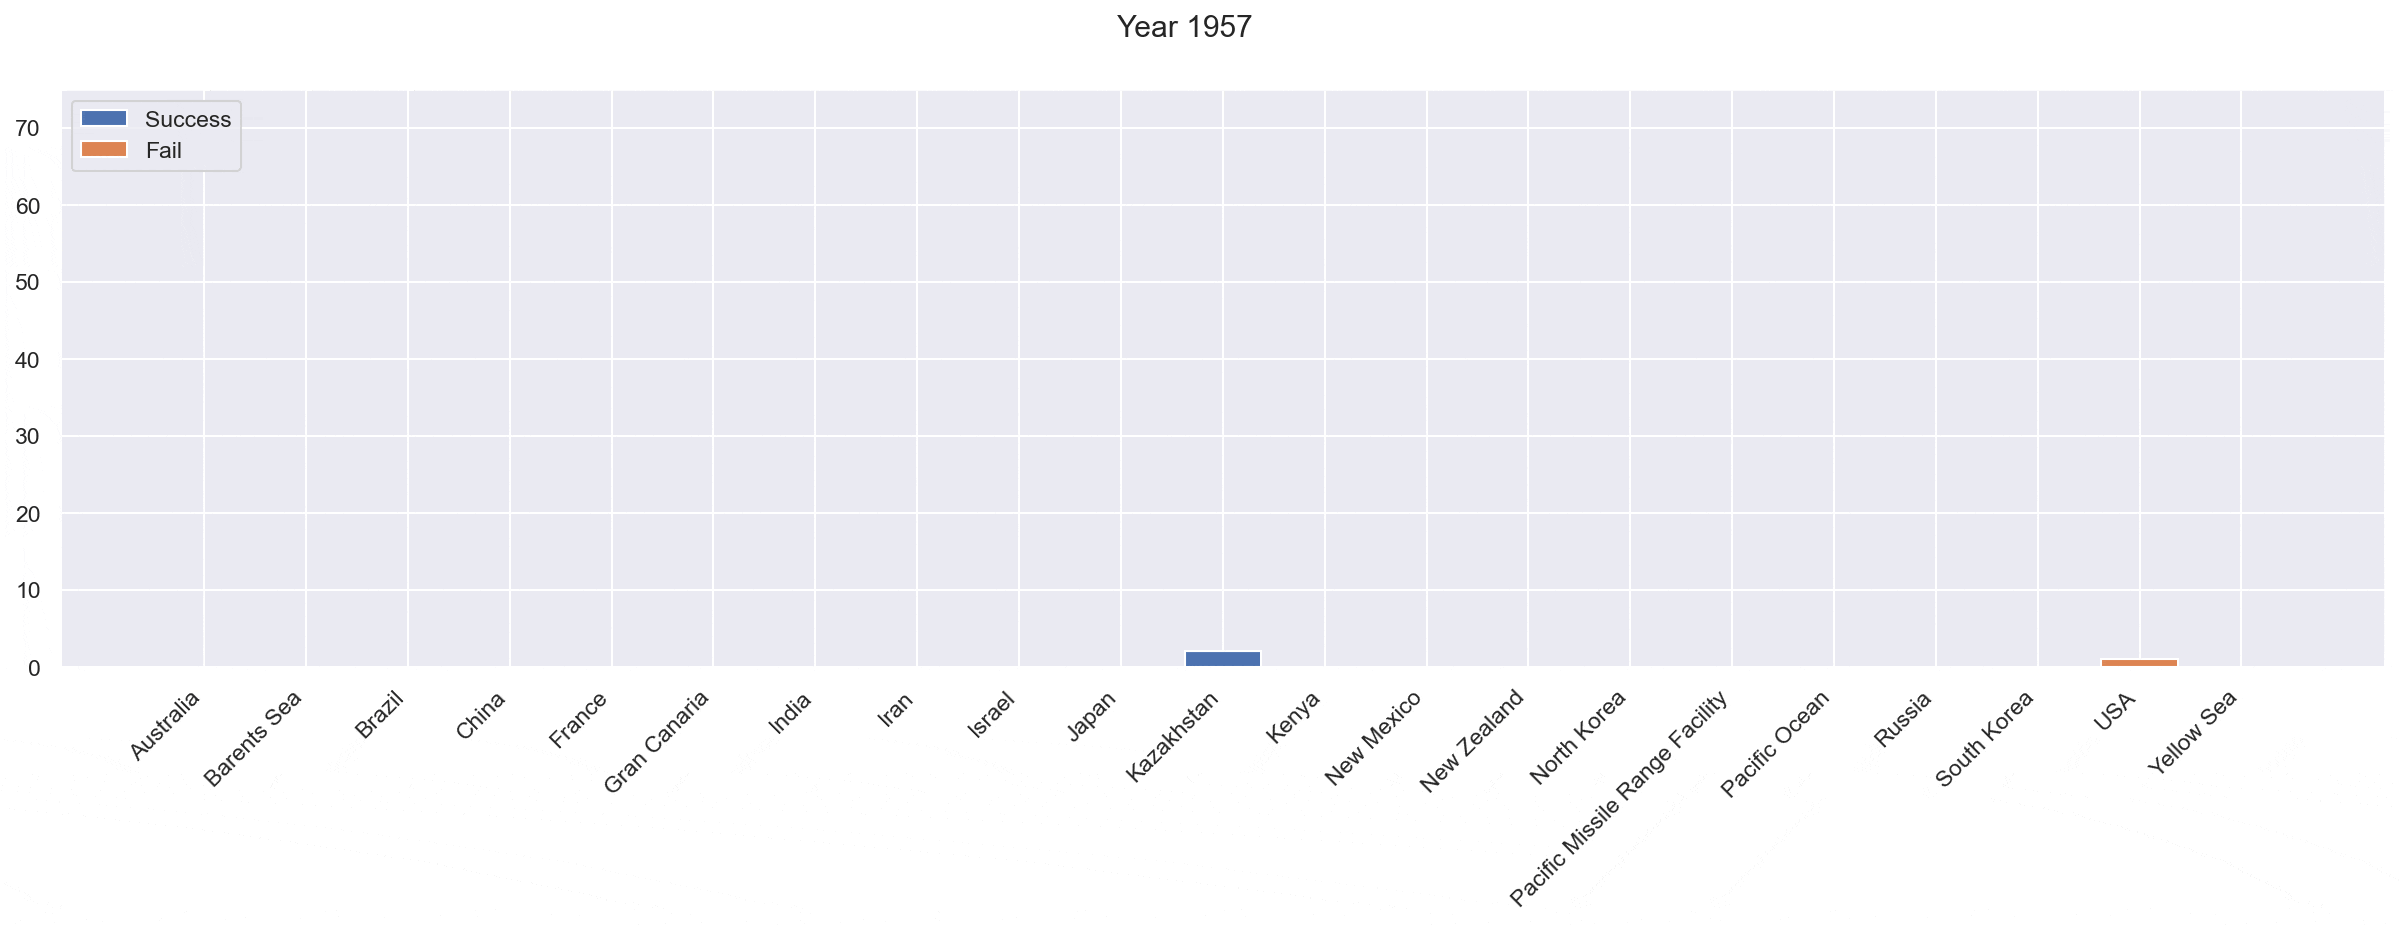 Year 1957
Success
Fail
70
60
50
40
30
20
10
0
Australia
Barents Sea
Brazil
China
France
Gran Canaria
India
Iran
Israel
Japan
Kazakhstan
Kenya
New Mexico
New Zealand
North Korea
Pacific Missile Range Facility
Pacific Ocean
Russia
South Korea
USA
Yellow Sea